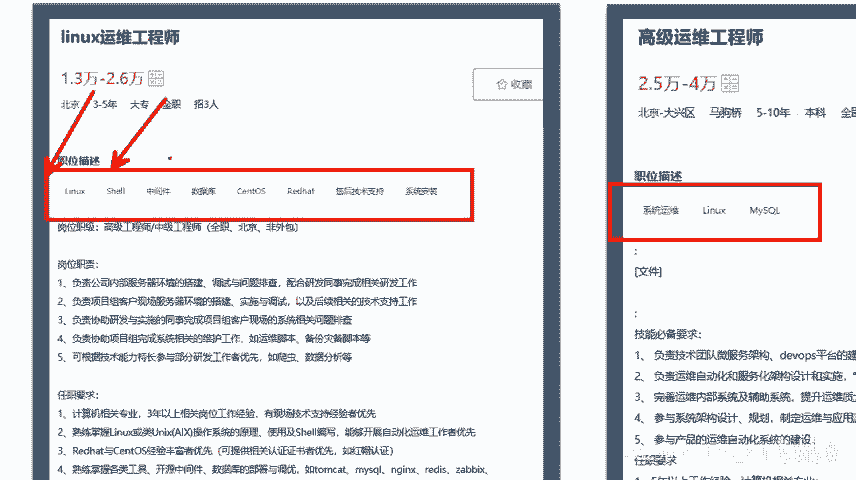 linux运维工程师
1.3万-2.6万
北京 3-5年 大专 全职 招3人
收藏
职位描述
Linux Shell 中间件 数据库 CentOS Redhat 售后技术支持 系统安装
岗位职级：高级工程师/中级工程师（全职、北京、非外包）
岗位职责：
1、负责公司内部服务器环境的搭建、调试与问题排查，配合研发同事完成相关研发工作
2、负责项目组客户现场服务器环境的搭建、实施与调试，以及后续相关的技术支持工作
3、负责协助研发与实施的同事完成项目组客户现场的系统相关问题排查
4、负责协助项目组完成系统相关的维护工作，如运维脚本、备份灾备脚本等
5、可根据技术能力特长参与部分研发工作者优先，如爬虫、数据分析等
任职要求：
1、计算机相关专业，3年以上相关岗位工作经验，有现场技术支持经验者优先
2、熟练掌握Linux或类Unix(AIX)操作系统的原理、使用及Shell编写，能够开展自动化运维工作者优先
3、Redhat与CentOS经验丰富者优先（可提供相关认证证书者优先，如红帽认证）
4、熟练掌握各类工具、开源中间件、数据库的部署与调优，如tomcat、mysql、nginx、redis、zabbix、
高级运维工程师
2.5万-4万
北京-大兴区 马驹桥 5-10年 本科 全职
职位描述
系统运维 Linux MySQL
:
[文件]
:
技能必备要求：
1、 负责技术团队微服务架构、devops平台的建
2、 负责运维自动化和服务化架构设计和实施，
3、 完善运维内部系统及辅助系统，提升运维质
4、 参与系统架构设计、规划，制定运维与应用
5、 参与产品的运维自动化系统的建设
任职要求